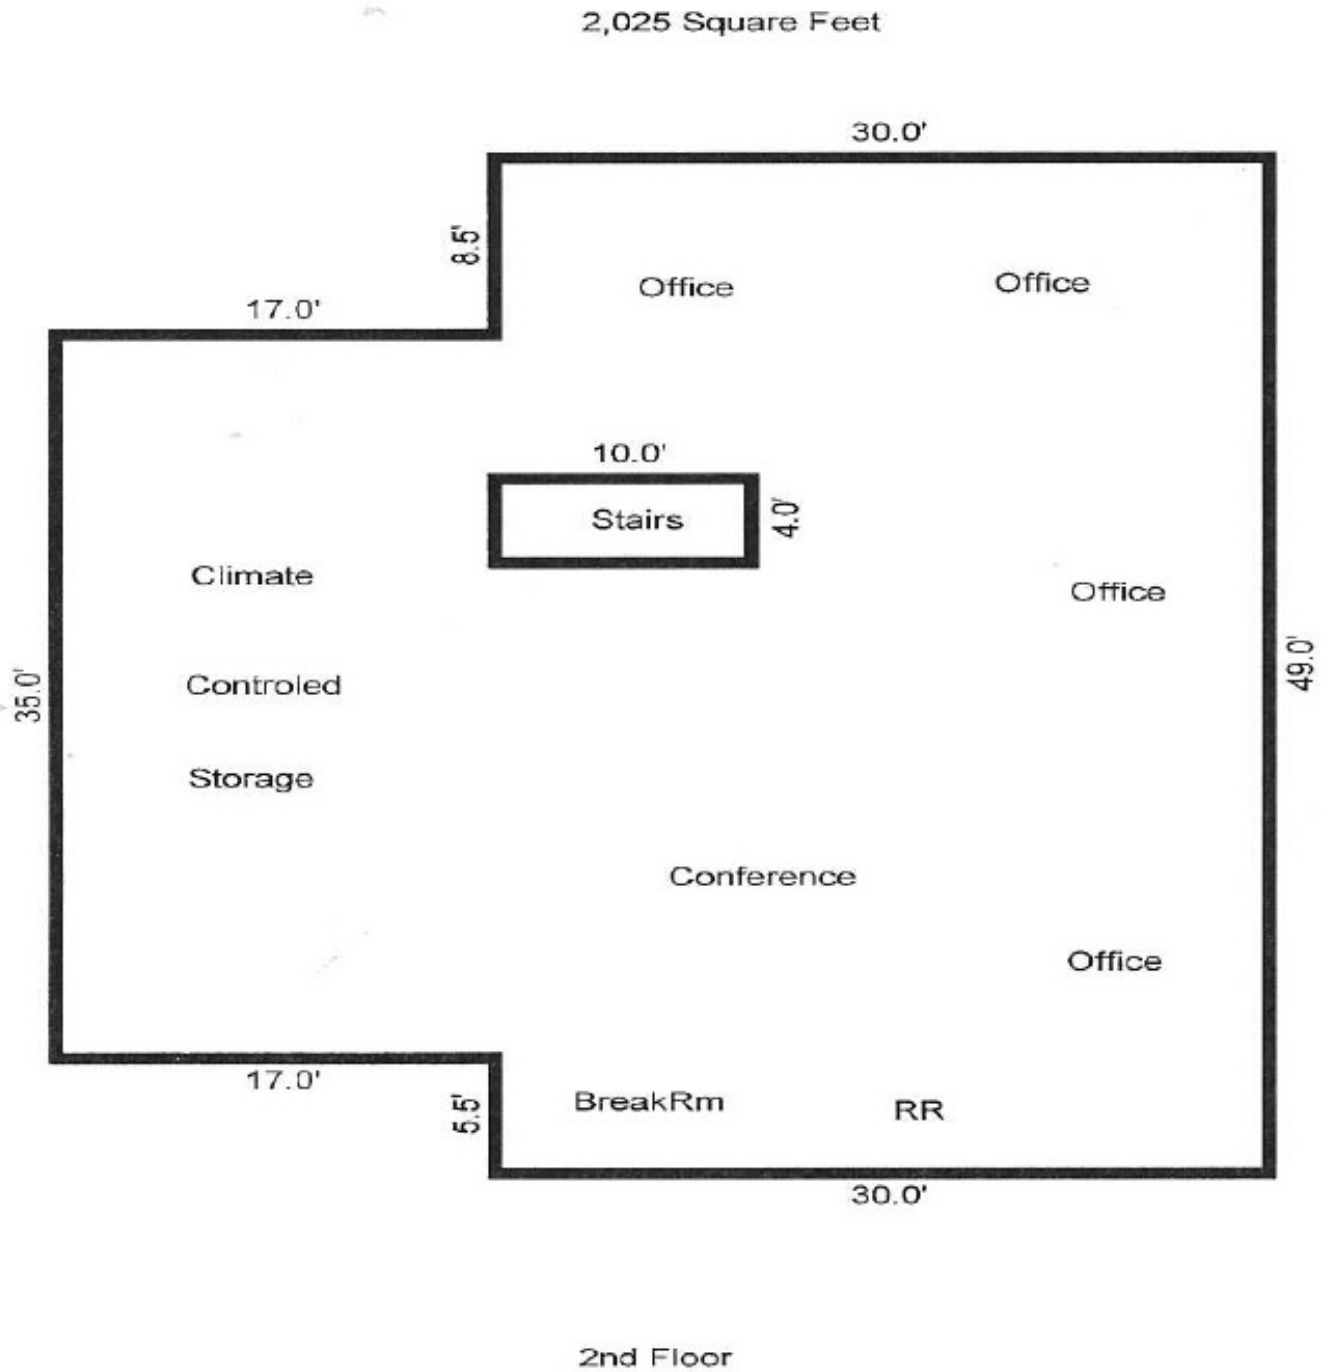 2,025 Square Feet
30.0'
8.5'
Office
Office
17.0'
10.0'
Stairs
4.0'
Climate
Office
35.0'
Controled
49.0'
Storage
Conference
Office
17.0'
5.5'
BreakRm
RR
30.0'
2nd Floor